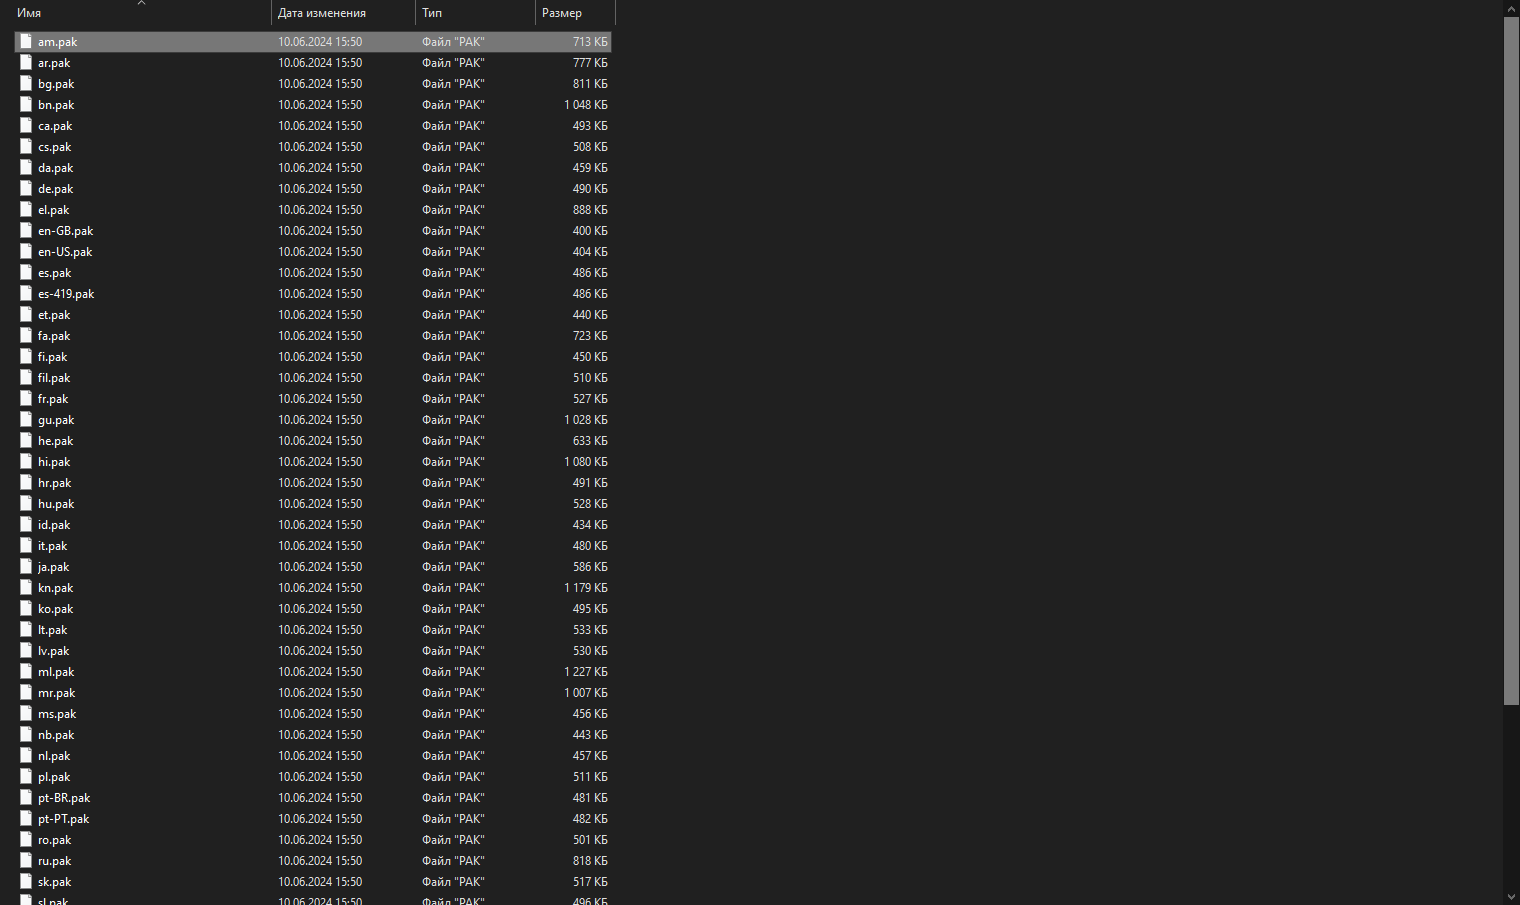 Имя Дата изменения Тип Размер
am.pak 10.06.2024 15:50 Файл "PAK" 713 КБ
ar.pak 10.06.2024 15:50 Файл "PAK" 777 КБ
bg.pak 10.06.2024 15:50 Файл "PAK" 811 КБ
bn.pak 10.06.2024 15:50 Файл "PAK" 1 048 КБ
ca.pak 10.06.2024 15:50 Файл "PAK" 493 КБ
cs.pak 10.06.2024 15:50 Файл "PAK" 508 КБ
da.pak 10.06.2024 15:50 Файл "PAK" 459 КБ
de.pak 10.06.2024 15:50 Файл "PAK" 490 КБ
el.pak 10.06.2024 15:50 Файл "PAK" 888 КБ
en-GB.pak 10.06.2024 15:50 Файл "PAK" 400 КБ
en-US.pak 10.06.2024 15:50 Файл "PAK" 404 КБ
es.pak 10.06.2024 15:50 Файл "PAK" 486 КБ
es-419.pak 10.06.2024 15:50 Файл "PAK" 486 КБ
et.pak 10.06.2024 15:50 Файл "PAK" 440 КБ
fa.pak 10.06.2024 15:50 Файл "PAK" 723 КБ
fi.pak 10.06.2024 15:50 Файл "PAK" 450 КБ
fil.pak 10.06.2024 15:50 Файл "PAK" 510 КБ
fr.pak 10.06.2024 15:50 Файл "PAK" 527 КБ
gu.pak 10.06.2024 15:50 Файл "PAK" 1 028 КБ
he.pak 10.06.2024 15:50 Файл "PAK" 633 КБ
hi.pak 10.06.2024 15:50 Файл "PAK" 1 080 КБ
hr.pak 10.06.2024 15:50 Файл "PAK" 491 КБ
hu.pak 10.06.2024 15:50 Файл "PAK" 528 КБ
id.pak 10.06.2024 15:50 Файл "PAK" 434 КБ
it.pak 10.06.2024 15:50 Файл "PAK" 480 КБ
ja.pak 10.06.2024 15:50 Файл "PAK" 586 КБ
kn.pak 10.06.2024 15:50 Файл "PAK" 1 179 КБ
ko.pak 10.06.2024 15:50 Файл "PAK" 495 КБ
lt.pak 10.06.2024 15:50 Файл "PAK" 533 КБ
lv.pak 10.06.2024 15:50 Файл "PAK" 530 КБ
ml.pak 10.06.2024 15:50 Файл "PAK" 1 227 КБ
mr.pak 10.06.2024 15:50 Файл "PAK" 1 007 КБ
ms.pak 10.06.2024 15:50 Файл "PAK" 456 КБ
nb.pak 10.06.2024 15:50 Файл "PAK" 443 КБ
nl.pak 10.06.2024 15:50 Файл "PAK" 457 КБ
pl.pak 10.06.2024 15:50 Файл "PAK" 511 КБ
pt-BR.pak 10.06.2024 15:50 Файл "PAK" 481 КБ
pt-PT.pak 10.06.2024 15:50 Файл "PAK" 482 КБ
ro.pak 10.06.2024 15:50 Файл "PAK" 501 КБ
ru.pak 10.06.2024 15:50 Файл "PAK" 818 КБ
sk.pak 10.06.2024 15:50 Файл "PAK" 517 КБ
sl.pak 10.06.2024 15:50 Файл "PAK" 496 КБ